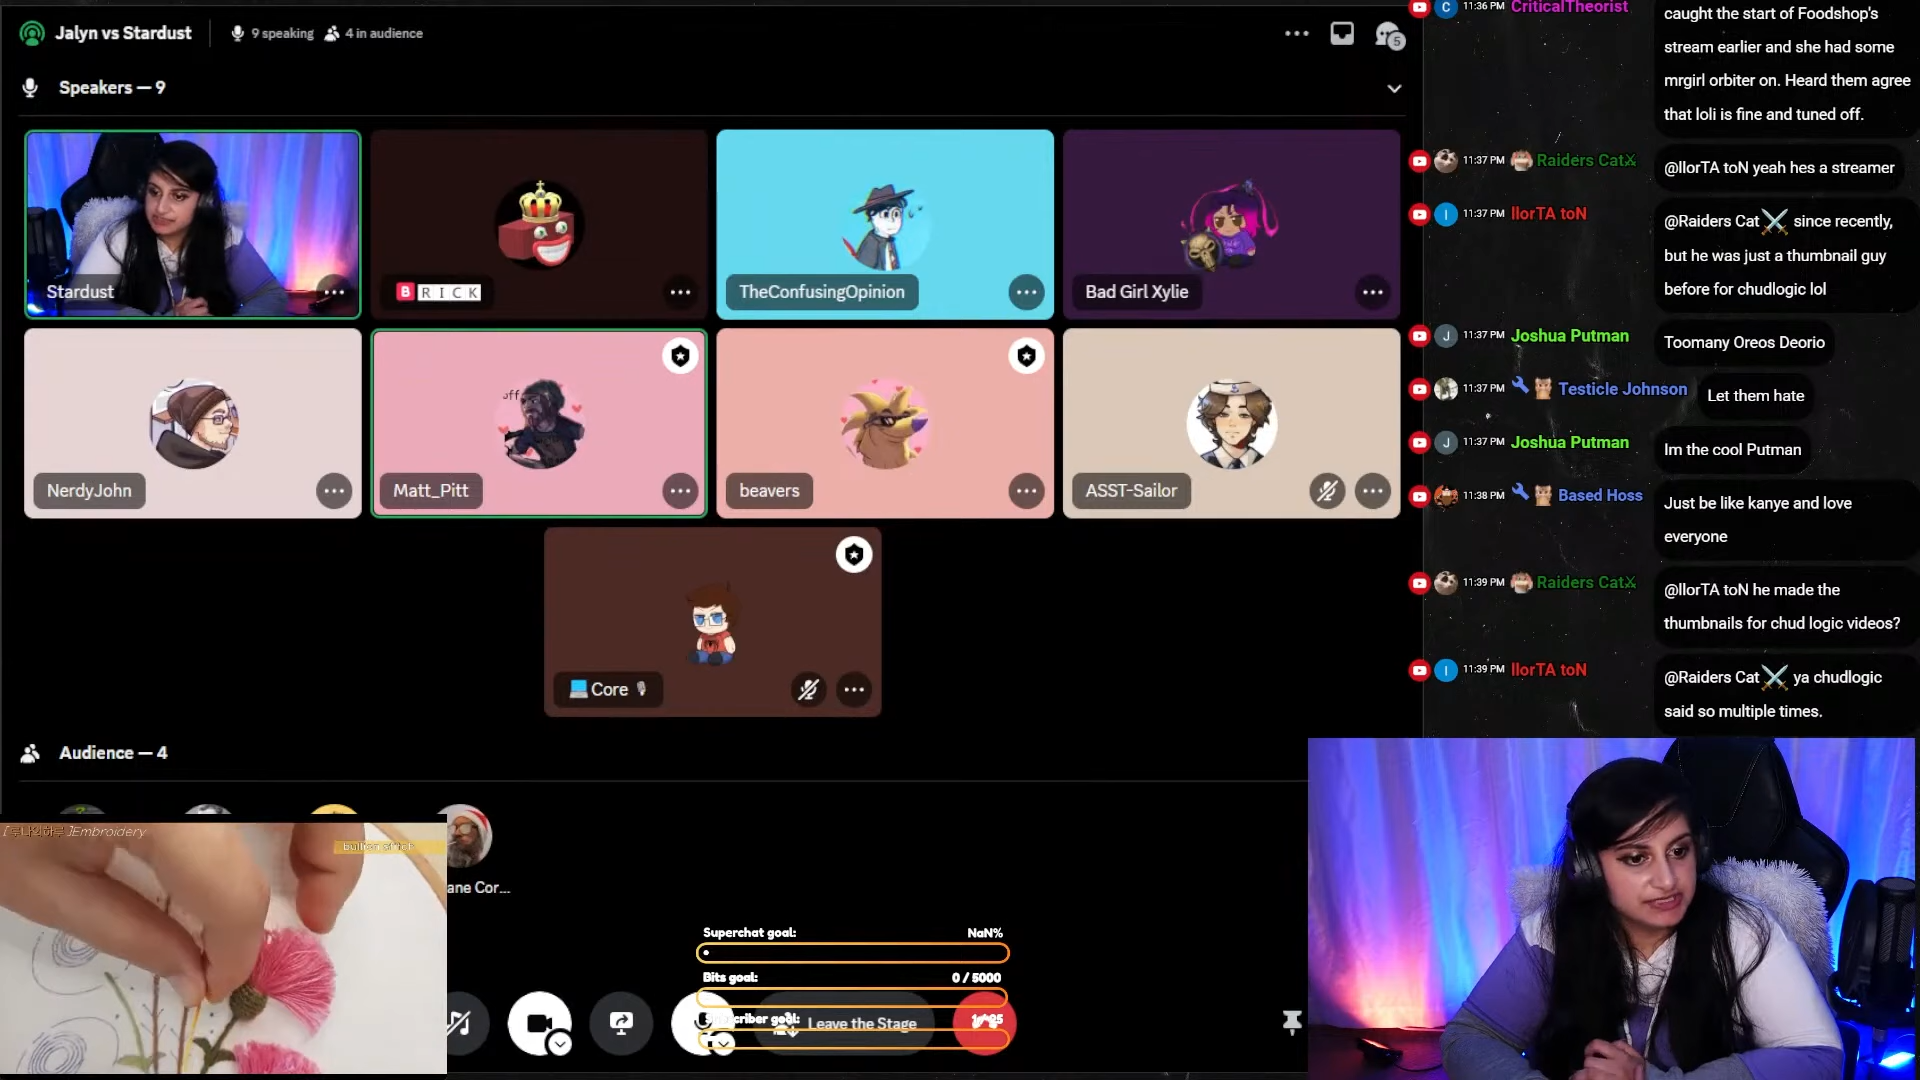 Jalyn vs Stardust
9 speaking
4 in audience
5
Speakers — 9
Stardust
B R I C K
TheConfusingOpinion
Bad Girl Xylie
NerdyJohn
off
Matt_Pitt
beavers
ASST-Sailor
Core
Audience — 4
ane Cor...
]Embroidery
Superchat goal:
NaN%
Bits goal:
0 / 5000
Leave the Stage
11:36 PM
CriticalTheorist
caught the start of Foodshop's
stream earlier and she had some
mrgirl orbiter on. Heard them agree
that loli is fine and tuned off.
11:37 PM
Raiders Cat⚔
@llorTA toN yeah hes a streamer
11:37 PM
llorTA toN
@Raiders Cat⚔ since recently,
but he was just a thumbnail guy
before for chudlogic lol
11:37 PM
Joshua Putman
Toomany Oreos Deorio
11:37 PM
Testicle Johnson
Let them hate
11:37 PM
Joshua Putman
Im the cool Putman
11:38 PM
Based Hoss
Just be like kanye and love
everyone
11:39 PM
Raiders Cat⚔
@llorTA toN he made the
thumbnails for chud logic videos?
11:39 PM
llorTA toN
@Raiders Cat⚔ ya chudlogic
said so multiple times.